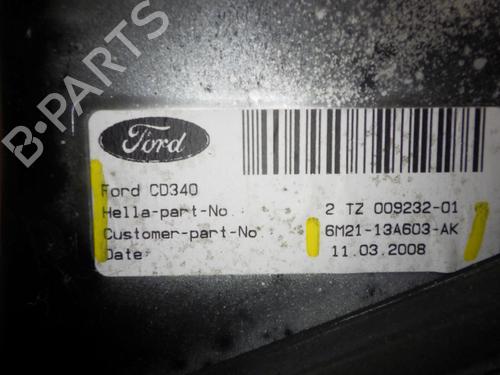 B-PARTS
Ford
Ford CD340
Hella-part-No 2 TZ 009232-01
Customer-part-No 6M21-13A603-AK
Date 11.03.2008